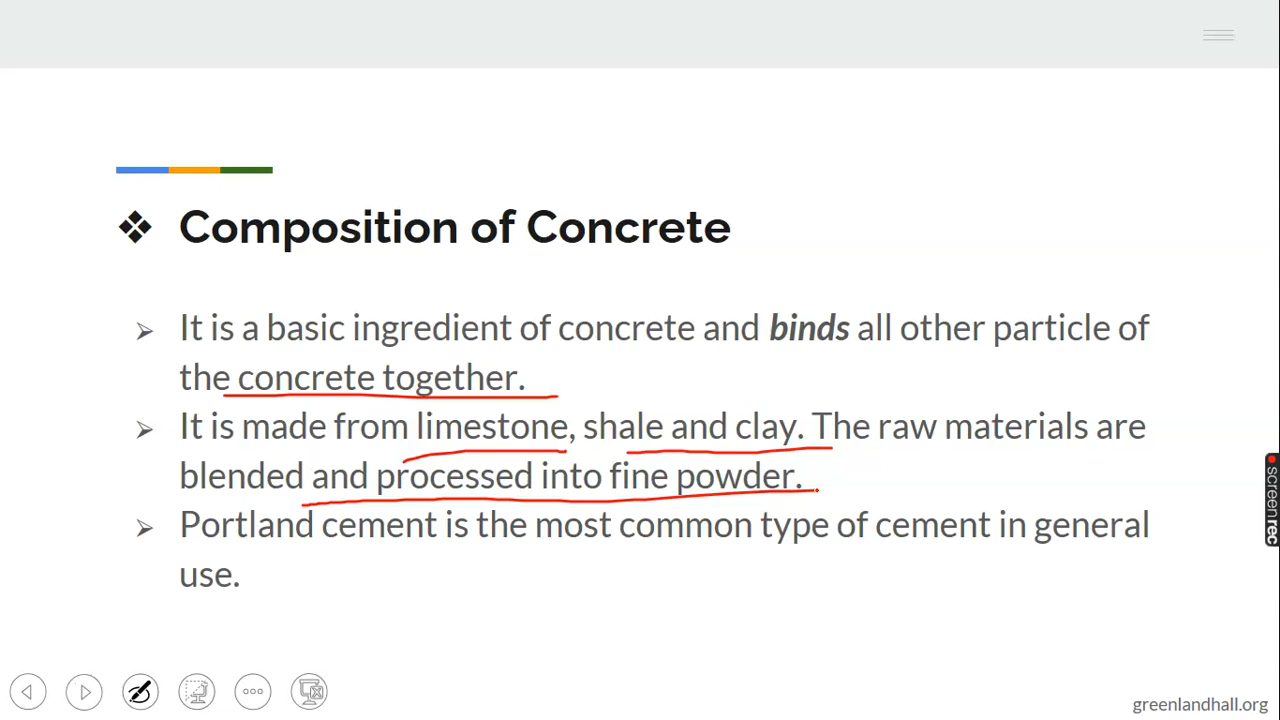 Composition of Concrete
It is a basic ingredient of concrete and binds all other particle of
the concrete together.
It is made from limestone, shale and clay. The raw materials are
blended and processed into fine powder.
Portland cement is the most common type of cement in general
use.
screenrec
greenlandhall.org